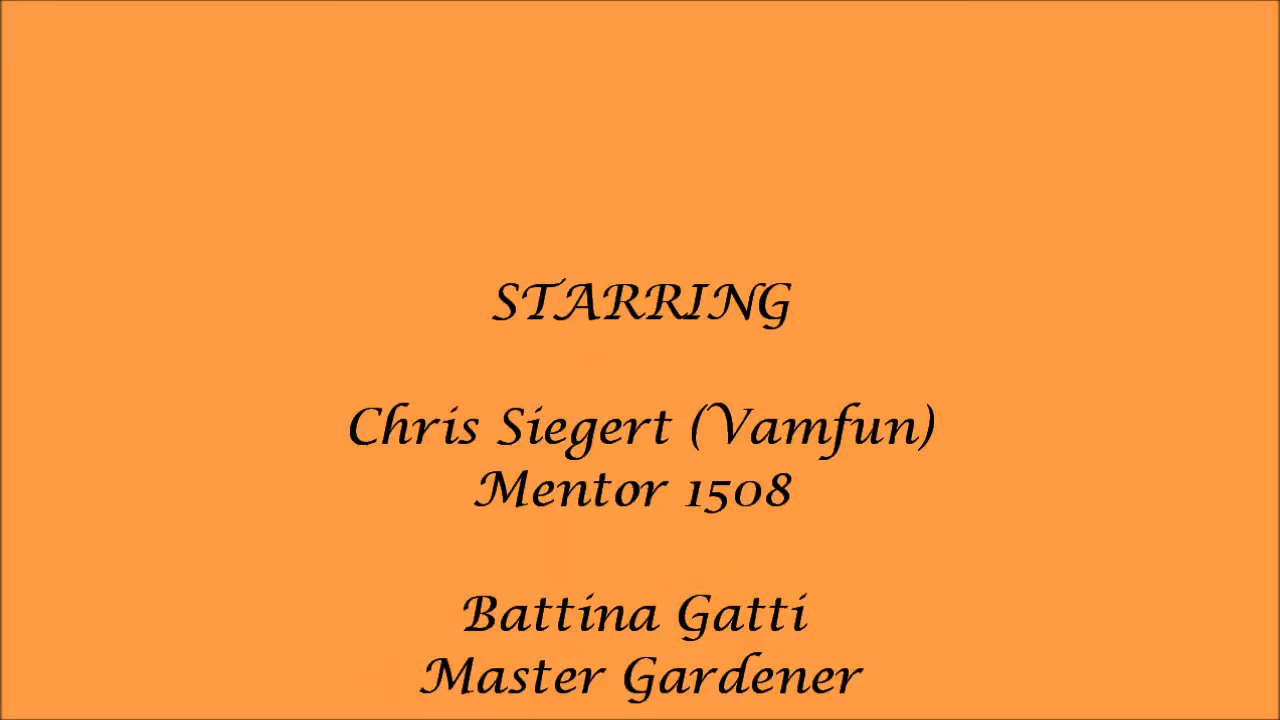 STARRING
Chris Siegert (Vamfun)
Mentor 1508
Battina Gatti
Master Gardener